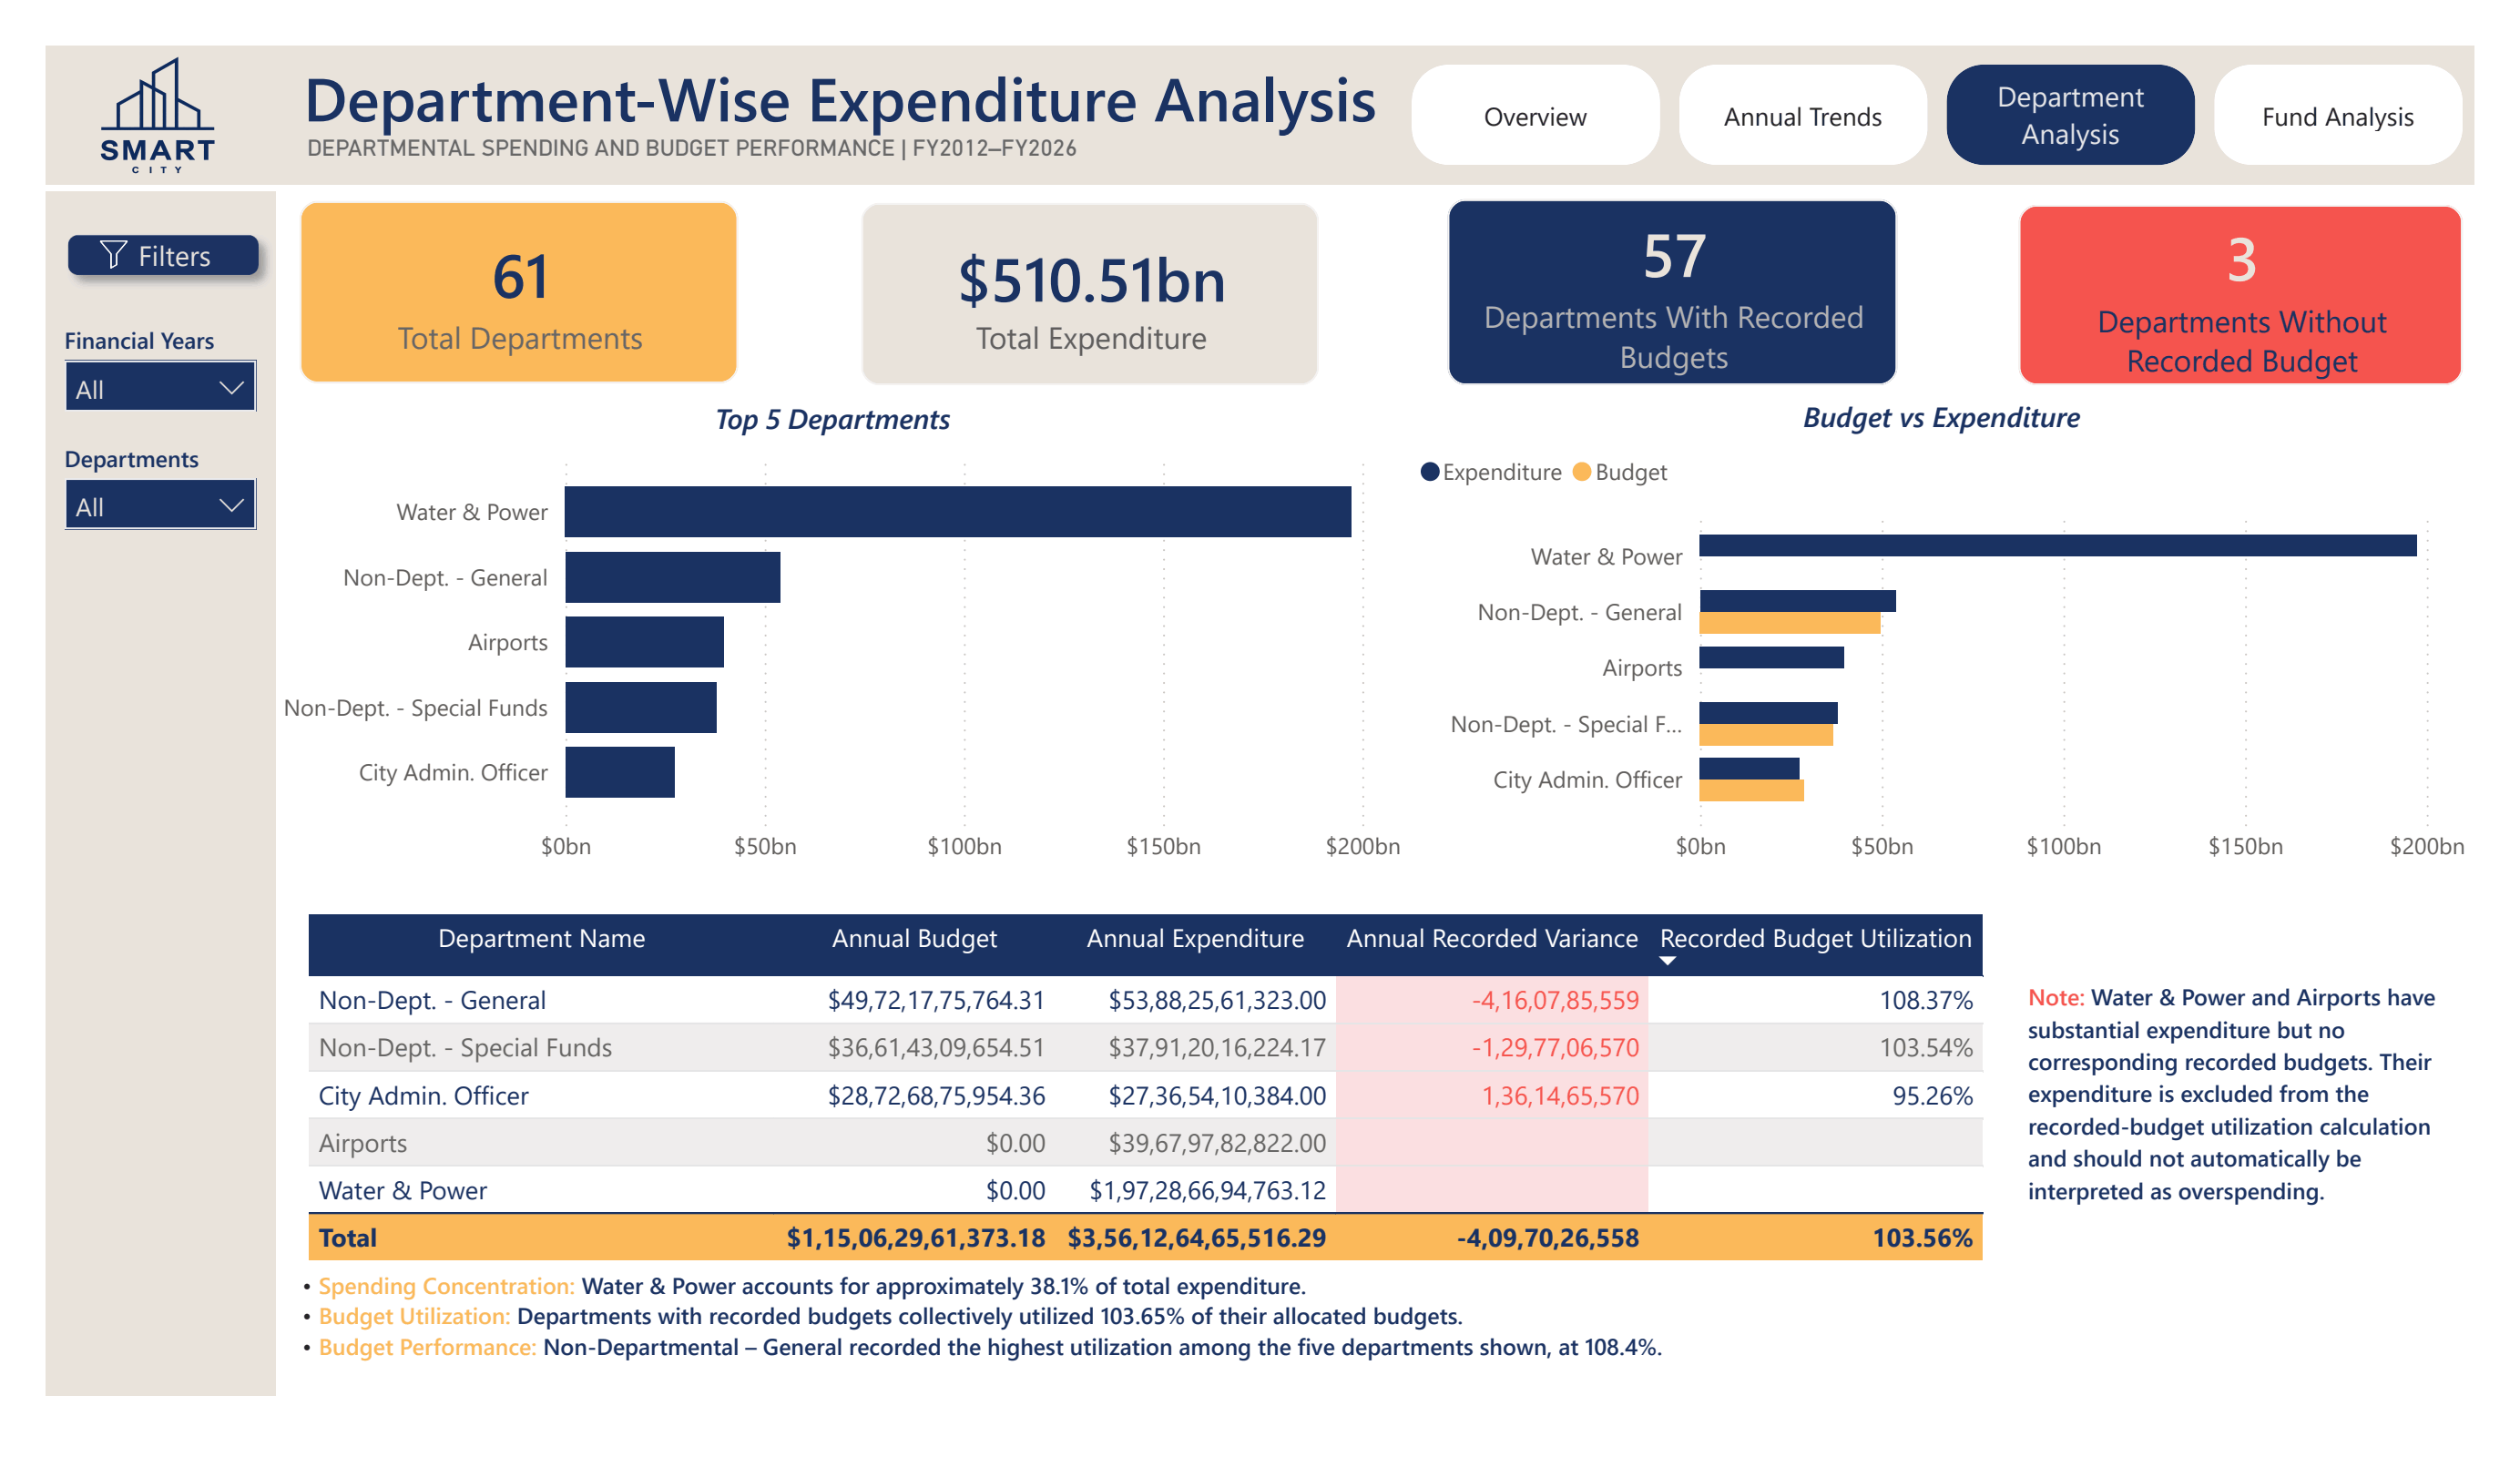 SMART
CITY
Department-Wise Expenditure Analysis
DEPARTMENTAL SPENDING AND BUDGET PERFORMANCE | FY2012–FY2026
Overview
Annual Trends
Department
Analysis
Fund Analysis
Filters
Financial Years
All
Departments
All
61
Total Departments
$510.51bn
Total Expenditure
57
Departments With Recorded
Budgets
3
Departments Without
Recorded Budget
Top 5 Departments
Water & Power
Non-Dept. - General
Airports
Non-Dept. - Special Funds
City Admin. Officer
$0bn $50bn $100bn $150bn $200bn
Budget vs Expenditure
Expenditure Budget
Water & Power
Non-Dept. - General
Airports
Non-Dept. - Special F...
City Admin. Officer
$0bn $50bn $100bn $150bn $200bn
Department Name Annual Budget Annual Expenditure Annual Recorded Variance Recorded Budget Utilization
Non-Dept. - General $49,72,17,75,764.31 $53,88,25,61,323.00 -4,16,07,85,559 108.37%
Non-Dept. - Special Funds $36,61,43,09,654.51 $37,91,20,16,224.17 -1,29,77,06,570 103.54%
City Admin. Officer $28,72,68,75,954.36 $27,36,54,10,384.00 1,36,14,65,570 95.26%
Airports $0.00 $39,67,97,82,822.00
Water & Power $0.00 $1,97,28,66,94,763.12
Total $1,15,06,29,61,373.18 $3,56,12,64,65,516.29 -4,09,70,26,558 103.56%
Note: Water & Power and Airports have
substantial expenditure but no
corresponding recorded budgets. Their
expenditure is excluded from the
recorded-budget utilization calculation
and should not automatically be
interpreted as overspending.
• Spending Concentration: Water & Power accounts for approximately 38.1% of total expenditure.
• Budget Utilization: Departments with recorded budgets collectively utilized 103.65% of their allocated budgets.
• Budget Performance: Non-Departmental – General recorded the highest utilization among the five departments shown, at 108.4%.